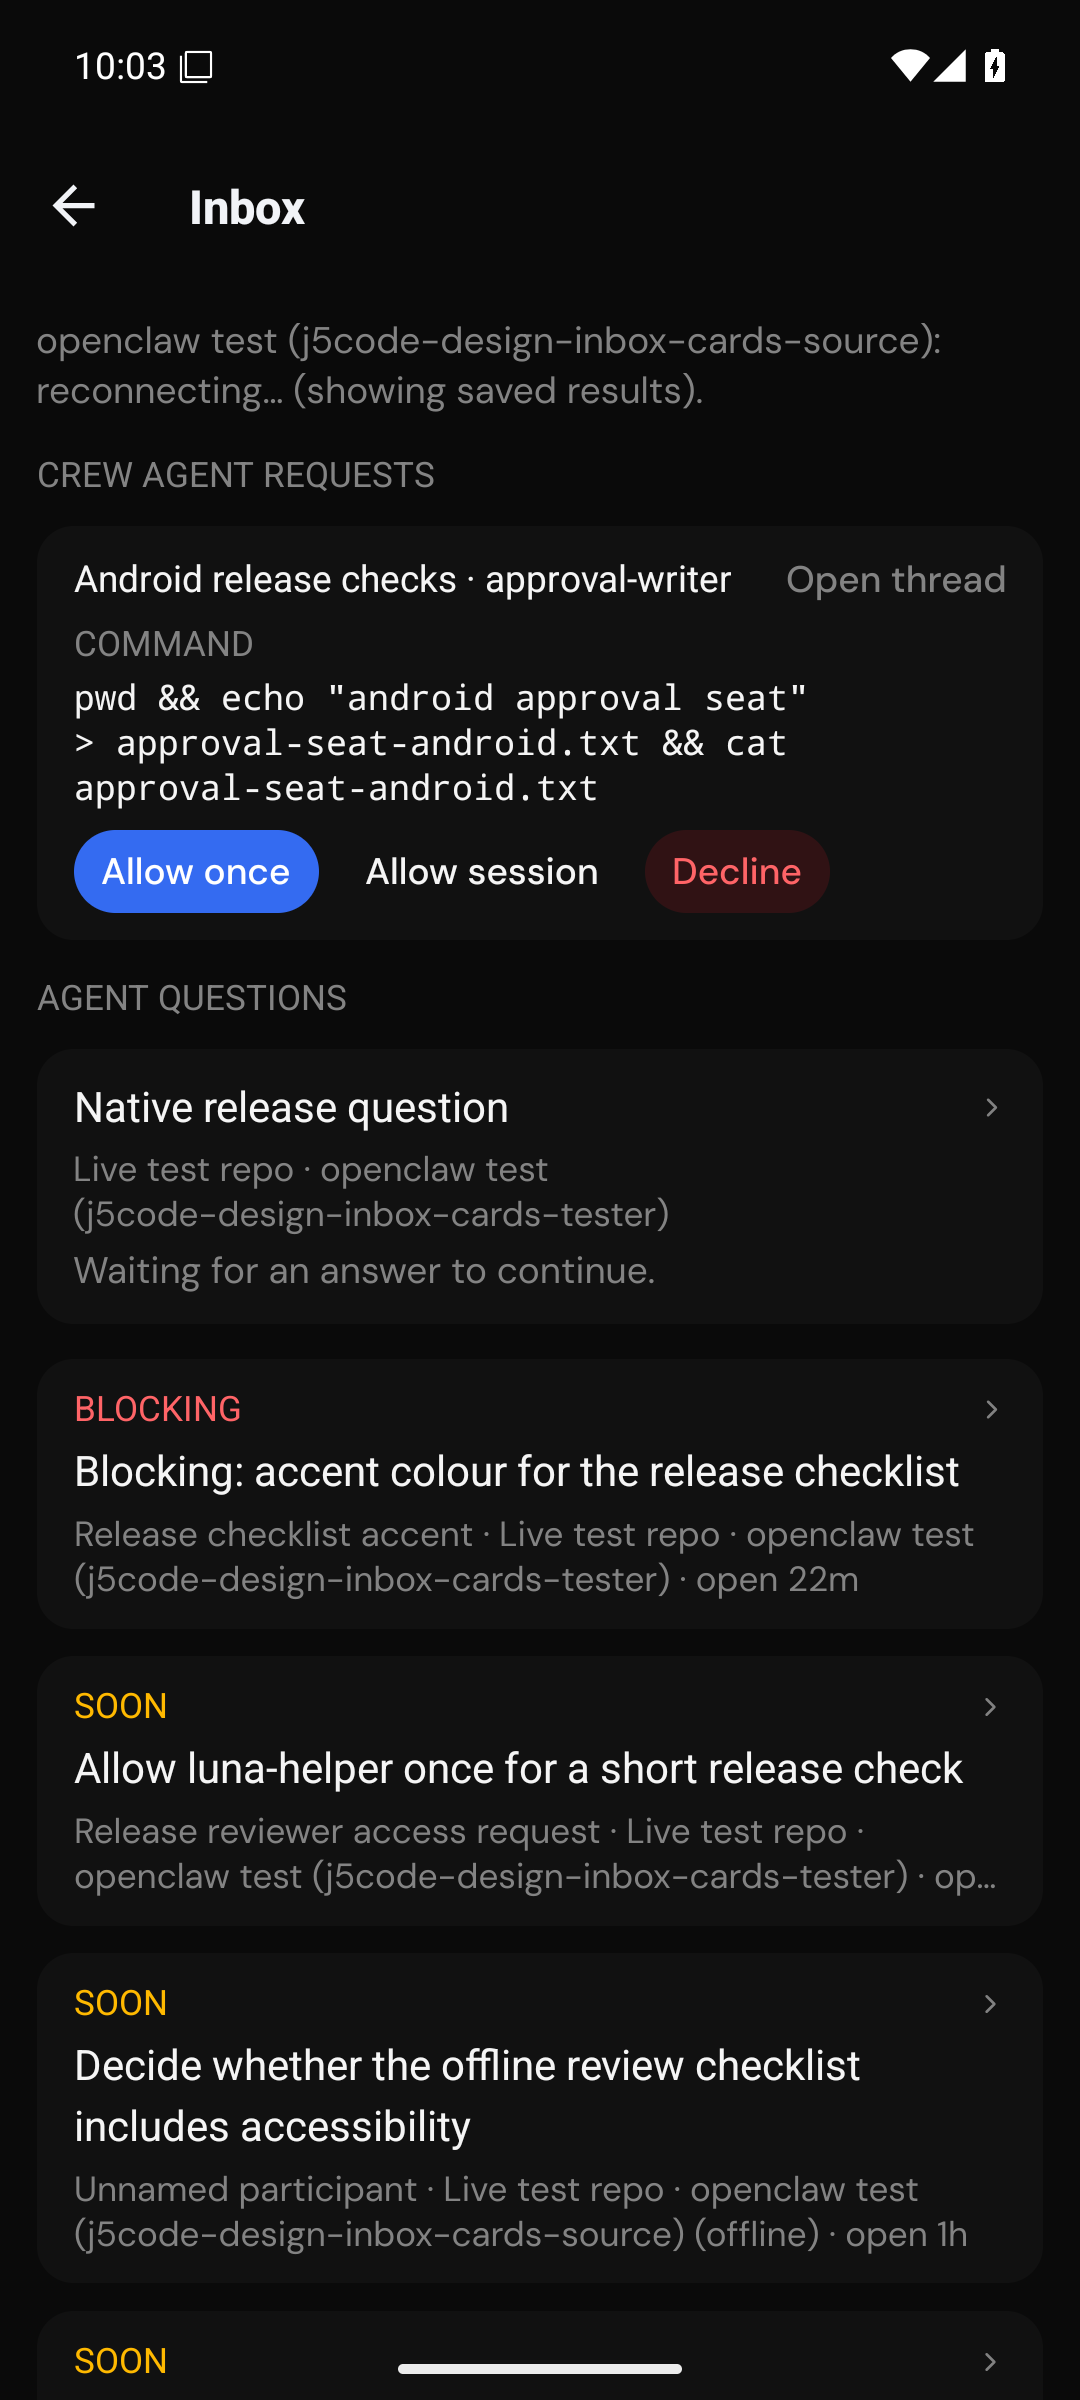 10:03
Inbox
openclaw test (j5code-design-inbox-cards-source):
reconnecting... (showing saved results).
CREW AGENT REQUESTS
Android release checks · approval-writer
Open thread
COMMAND
pwd && echo "android approval seat"
> approval-seat-android.txt && cat
approval-seat-android.txt
Allow once
Allow session
Decline
AGENT QUESTIONS
Native release question
Live test repo · openclaw test
(j5code-design-inbox-cards-tester)
Waiting for an answer to continue.
BLOCKING
Blocking: accent colour for the release checklist
Release checklist accent · Live test repo · openclaw test
(j5code-design-inbox-cards-tester) · open 22m
SOON
Allow luna-helper once for a short release check
Release reviewer access request · Live test repo ·
openclaw test (j5code-design-inbox-cards-tester) · op...
SOON
Decide whether the offline review checklist
includes accessibility
Unnamed participant · Live test repo · openclaw test
(j5code-design-inbox-cards-source) (offline) · open 1h
SOON